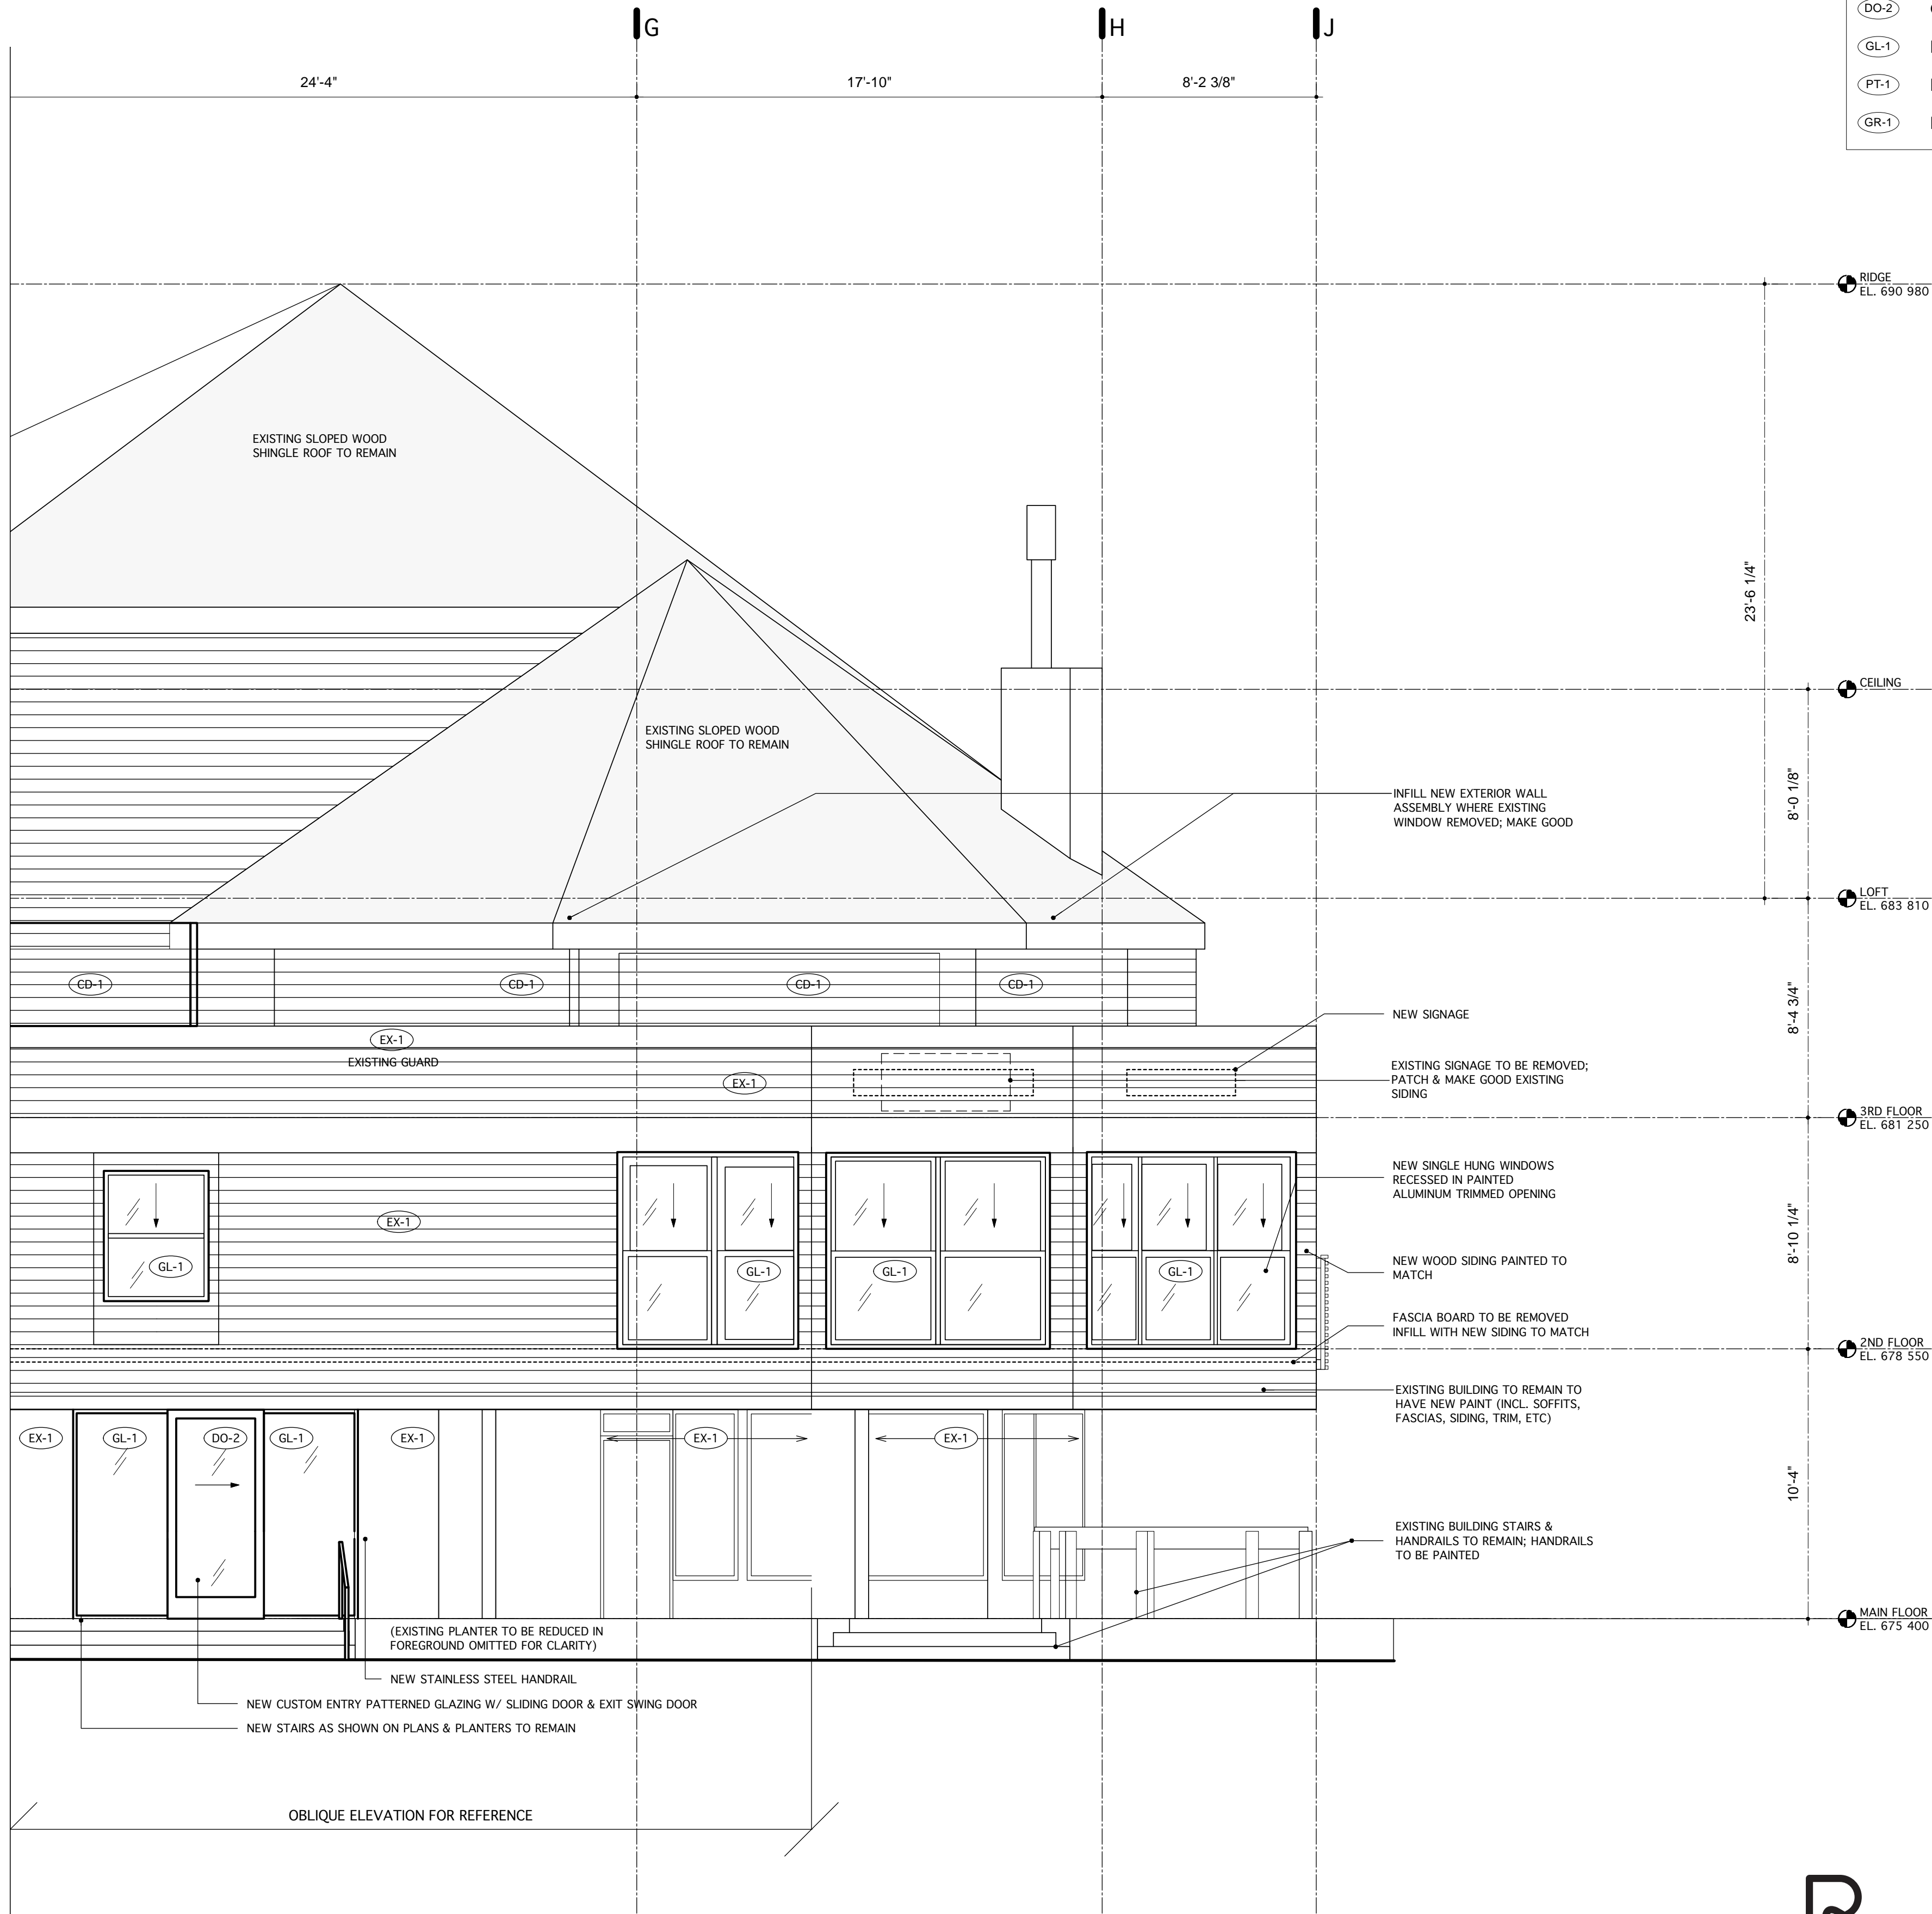 G
H
J
24'-4"
17'-10"
8'-2 3/8"
DO-2
GL-1
PT-1
GR-1
RIDGE
EL. 690 980
EXISTING SLOPED WOOD
SHINGLE ROOF TO REMAIN
23'-6 1/4"
CEILING
EXISTING SLOPED WOOD
SHINGLE ROOF TO REMAIN
INFILL NEW EXTERIOR WALL
ASSEMBLY WHERE EXISTING
WINDOW REMOVED; MAKE GOOD
8'-0 1/8"
LOFT
EL. 683 810
CD-1
CD-1
CD-1
CD-1
NEW SIGNAGE
8'-4 3/4"
EX-1
EXISTING GUARD
EX-1
EXISTING SIGNAGE TO BE REMOVED;
PATCH & MAKE GOOD EXISTING
SIDING
3RD FLOOR
EL. 681 250
NEW SINGLE HUNG WINDOWS
RECESSED IN PAINTED
ALUMINUM TRIMMED OPENING
EX-1
8'-10 1/4"
GL-1
GL-1
GL-1
GL-1
NEW WOOD SIDING PAINTED TO
MATCH
FASCIA BOARD TO BE REMOVED
INFILL WITH NEW SIDING TO MATCH
2ND FLOOR
EL. 678 550
EXISTING BUILDING TO REMAIN TO
HAVE NEW PAINT (INCL. SOFFITS,
FASCIAS, SIDING, TRIM, ETC)
EX-1
GL-1
DO-2
GL-1
EX-1
EX-1
EX-1
10'-4"
EXISTING BUILDING STAIRS &
HANDRAILS TO REMAIN; HANDRAILS
TO BE PAINTED
MAIN FLOOR
EL. 675 400
(EXISTING PLANTER TO BE REDUCED IN
FOREGROUND OMITTED FOR CLARITY)
NEW STAINLESS STEEL HANDRAIL
NEW CUSTOM ENTRY PATTERNED GLAZING W/ SLIDING DOOR & EXIT SWING DOOR
NEW STAIRS AS SHOWN ON PLANS & PLANTERS TO REMAIN
OBLIQUE ELEVATION FOR REFERENCE